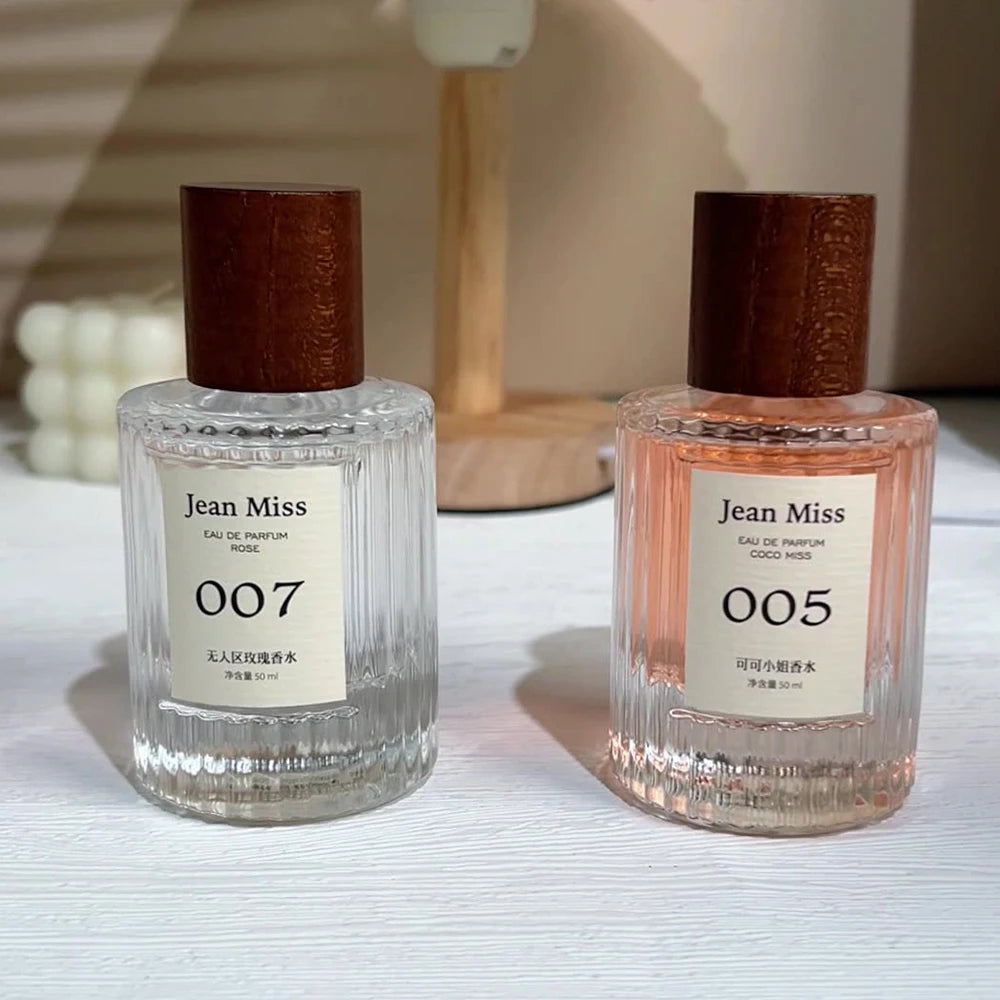 Jean Miss
EAU DE PARFUM
ROSE
007
无人区玫瑰香水
净含量 50 ml
Jean Miss
EAU DE PARFUM
COCO MISS
005
可可小姐香水
净含量 50 ml